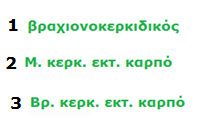 1 βραχιονοκερκιδικός
2 Μ. κερκ. εκτ. καρπό
3 Βρ. κερκ. εκτ. καρπό